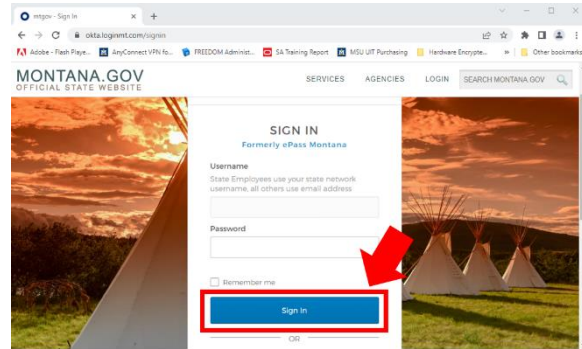 mtgov - Sign In
okta.loginmt.com/signin
Adobe - Flash Playe... AnyConnect VPN fo... FREEDOM Administ... SA Training Report MSU UIT Purchasing Hardware Encrypte... » Other bookmarks
MONTANA.GOV
OFFICIAL STATE WEBSITE
SERVICES AGENCIES LOGIN SEARCH MONTANA.GOV
SIGN IN
Formerly ePass Montana
Username
State Employees use your state network
username, all others use email address
Password
Remember me
Sign In
OR